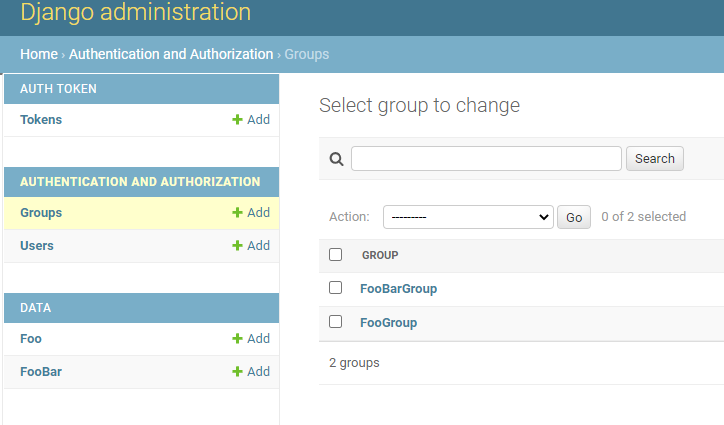 Django administration
Home › Authentication and Authorization › Groups
AUTH TOKEN
Tokens + Add
AUTHENTICATION AND AUTHORIZATION
Groups + Add
Users + Add
DATA
Foo + Add
FooBar + Add
Select group to change
Search
Action: --------- Go 0 of 2 selected
GROUP
FooBarGroup
FooGroup
2 groups